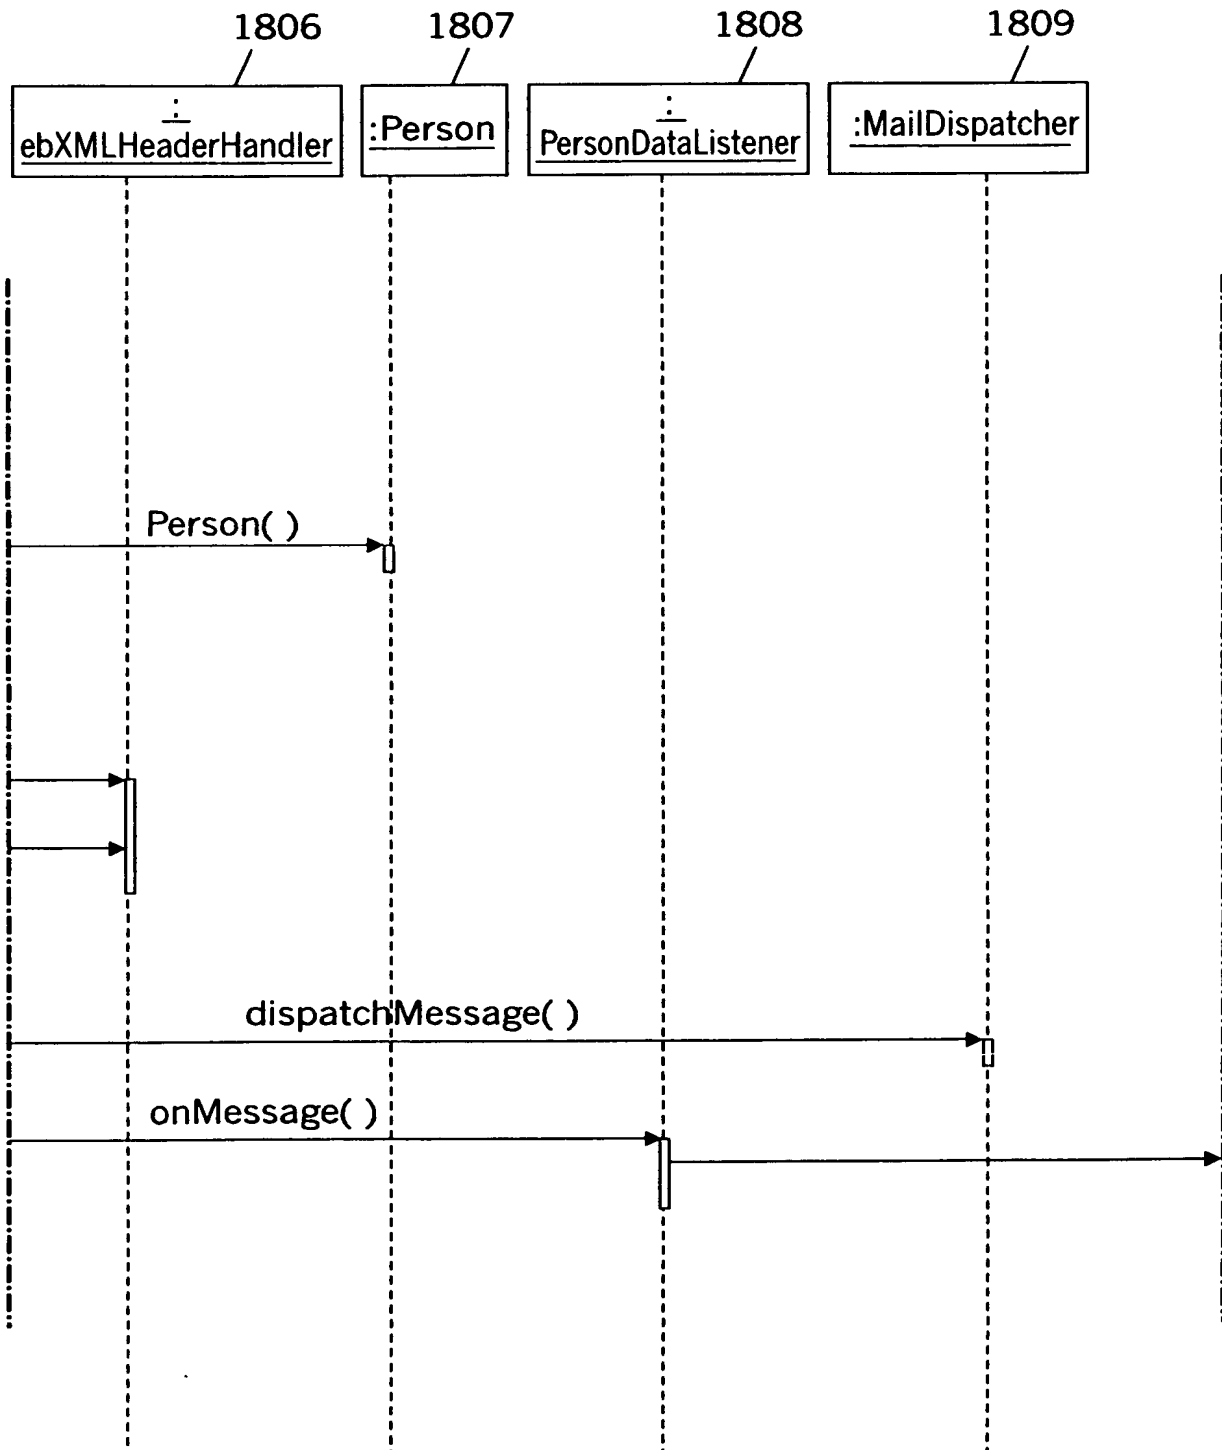 1806 1807 1808 1809
:
ebXMLHeaderHandler
:Person
:
PersonDataListener
:MailDispatcher
Person( )
dispatchMessage( )
onMessage( )